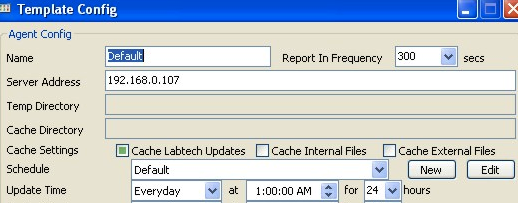 Template Config
Agent Config
Name Default Report In Frequency 300 secs
Server Address 192.168.0.107
Temp Directory
Cache Directory
Cache Settings Cache Labtech Updates Cache Internal Files Cache External Files
Schedule Default New Edit
Update Time Everyday at 1:00:00 AM for 24 hours